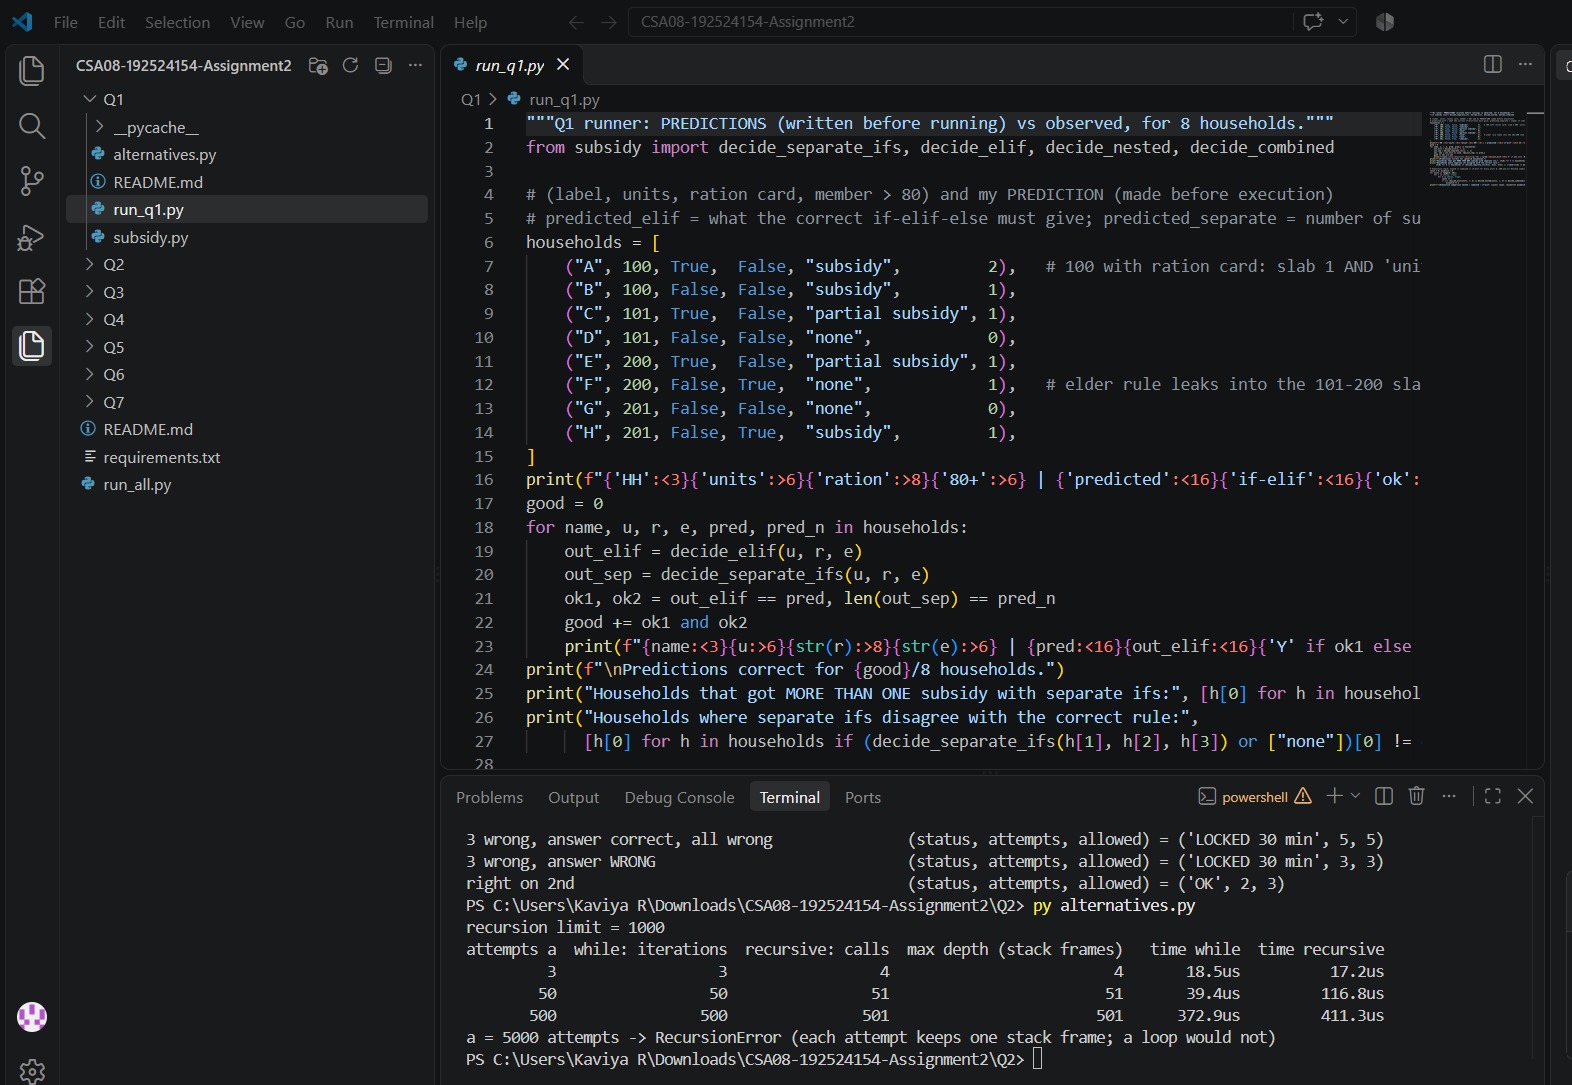 File Edit Selection View Go Run Terminal Help
CSA08-192524154-Assignment2
CSA08-192524154-Assignment2
Q1
__pycache__
alternatives.py
README.md
run_q1.py
subsidy.py
Q2
Q3
Q4
Q5
Q6
Q7
README.md
requirements.txt
run_all.py
run_q1.py
Q1 > run_q1.py
1 """Q1 runner: PREDICTIONS (written before running) vs observed, for 8 households."""
2 from subsidy import decide_separate_ifs, decide_elif, decide_nested, decide_combined
3
4 # (label, units, ration card, member > 80) and my PREDICTION (made before execution)
5 # predicted_elif = what the correct if-elif-else must give; predicted_separate = number of su
6 households = [
7 ("A", 100, True, False, "subsidy", 2), # 100 with ration card: slab 1 AND 'uni
8 ("B", 100, False, False, "subsidy", 1),
9 ("C", 101, True, False, "partial subsidy", 1),
10 ("D", 101, False, False, "none", 0),
11 ("E", 200, True, False, "partial subsidy", 1),
12 ("F", 200, False, True, "none", 1), # elder rule leaks into the 101-200 sla
13 ("G", 201, False, False, "none", 0),
14 ("H", 201, False, True, "subsidy", 1),
15 ]
16 print(f"{'HH':<3}{'units':>6}{'ration':>8}{'80+':>6} | {'predicted':<16}{'if-elif':<16}{'ok':
17 good = 0
18 for name, u, r, e, pred, pred_n in households:
19 out_elif = decide_elif(u, r, e)
20 out_sep = decide_separate_ifs(u, r, e)
21 ok1, ok2 = out_elif == pred, len(out_sep) == pred_n
22 good += ok1 and ok2
23 print(f"{name:<3}{u:>6}{str(r):>8}{str(e):>6} | {pred:<16}{out_elif:<16}{'Y' if ok1 else
24 print(f"\nPredictions correct for {good}/8 households.")
25 print("Households that got MORE THAN ONE subsidy with separate ifs:", [h[0] for h in househol
26 print("Households where separate ifs disagree with the correct rule:",
27 [h[0] for h in households if (decide_separate_ifs(h[1], h[2], h[3]) or ["none"])[0] !=
28
Problems Output Debug Console Terminal Ports
powershell
3 wrong, answer correct, all wrong (status, attempts, allowed) = ('LOCKED 30 min', 5, 5)
3 wrong, answer WRONG (status, attempts, allowed) = ('LOCKED 30 min', 3, 3)
right on 2nd (status, attempts, allowed) = ('OK', 2, 3)
PS C:\Users\Kaviya R\Downloads\CSA08-192524154-Assignment2\Q2> py alternatives.py
recursion limit = 1000
attempts a while: iterations recursive: calls max depth (stack frames) time while time recursive
3 3 4 4 18.5us 17.2us
50 50 51 51 39.4us 116.8us
500 500 501 501 372.9us 411.3us
a = 5000 attempts -> RecursionError (each attempt keeps one stack frame; a loop would not)
PS C:\Users\Kaviya R\Downloads\CSA08-192524154-Assignment2\Q2>